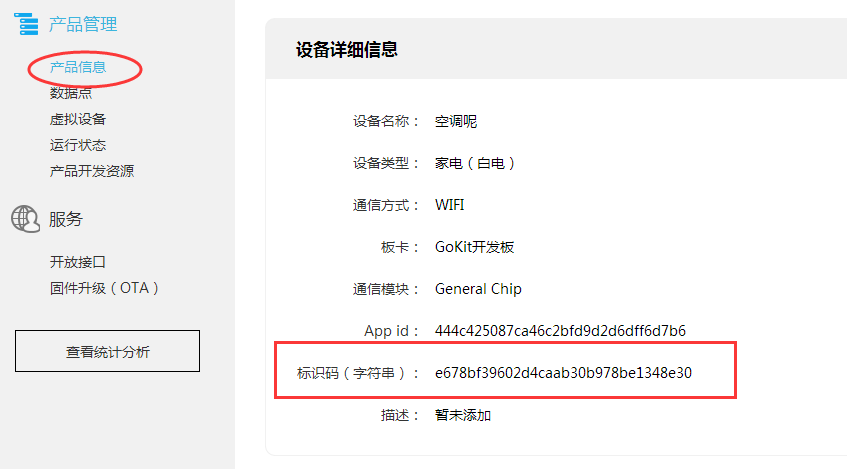 产品管理
产品信息
数据点
虚拟设备
运行状态
产品开发资源
服务
开放接口
固件升级（OTA）
查看统计分析
设备详细信息
设备名称： 空调呢
设备类型： 家电（白电）
通信方式： WIFI
板卡： GoKit开发板
通信模块： General Chip
App id： 444c425087ca46c2bfd9d2d6dff6d7b6
标识码（字符串）： e678bf39602d4caab30b978be1348e30
描述： 暂未添加